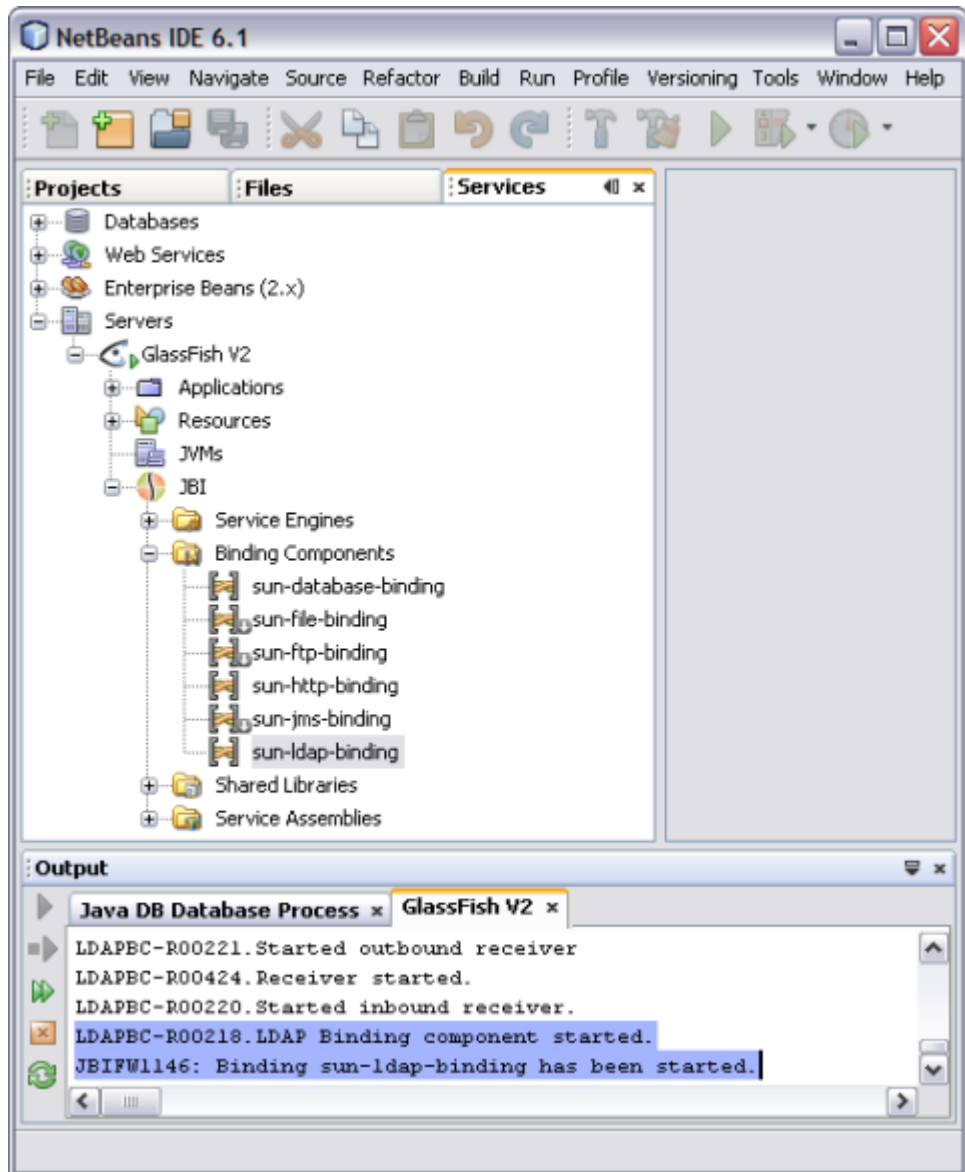 NetBeans IDE 6.1
File Edit View Navigate Source Refactor Build Run Profile Versioning Tools Window Help
Projects Files Services
Databases
Web Services
Enterprise Beans (2.x)
Servers
GlassFish V2
Applications
Resources
JVMs
JBI
Service Engines
Binding Components
sun-database-binding
sun-file-binding
sun-ftp-binding
sun-http-binding
sun-jms-binding
sun-ldap-binding
Shared Libraries
Service Assemblies
Output
Java DB Database Process x GlassFish V2 x
LDAPBC-R00221.Started outbound receiver
LDAPBC-R00424.Receiver started.
LDAPBC-R00220.Started inbound receiver.
LDAPBC-R00218.LDAP Binding component started.
JBIFW1146: Binding sun-ldap-binding has been started.